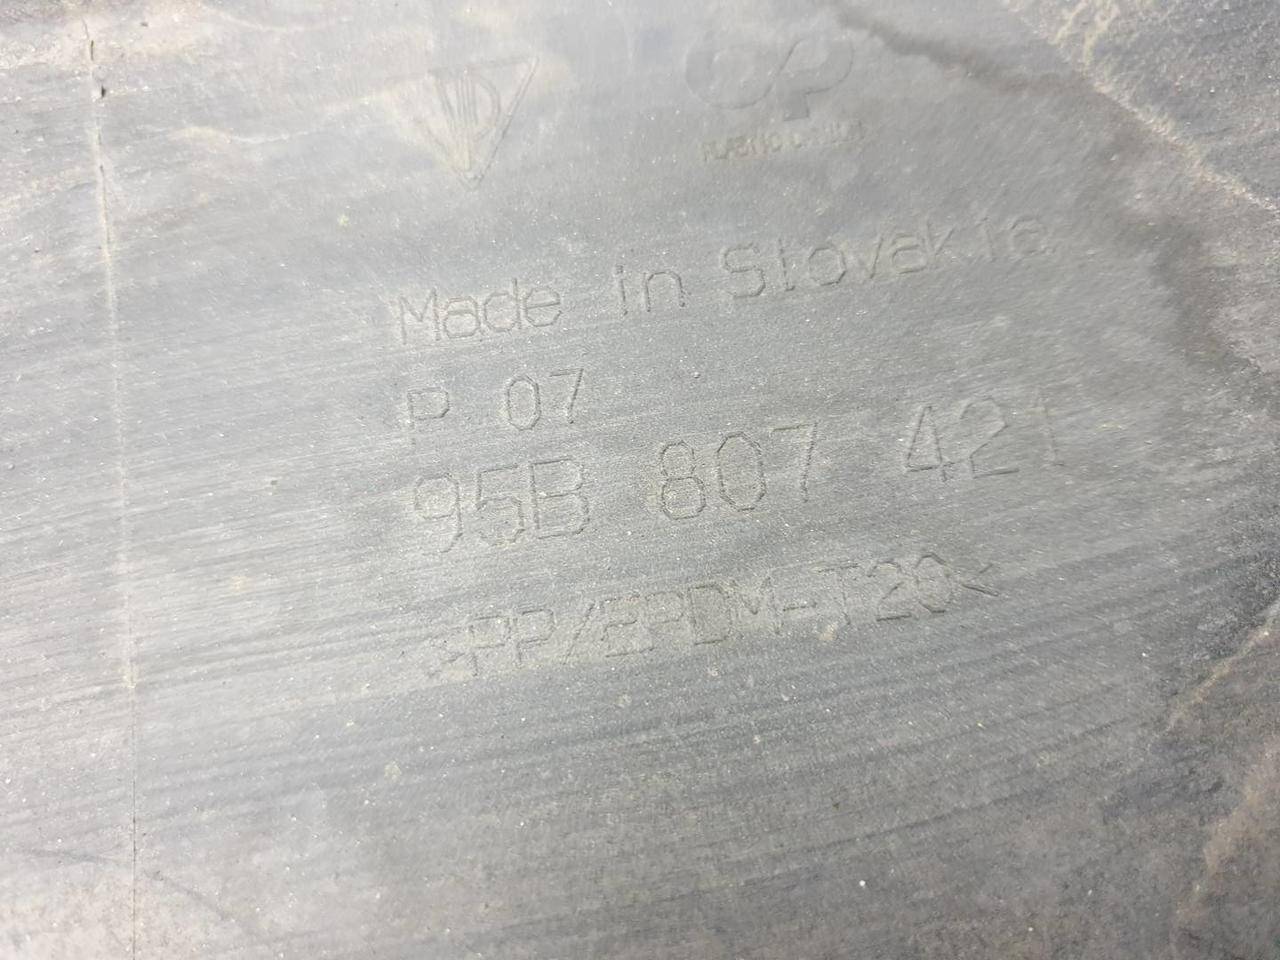 Made in Slovakia
P 07
95B 807 421
>PP/EPDM-T20<